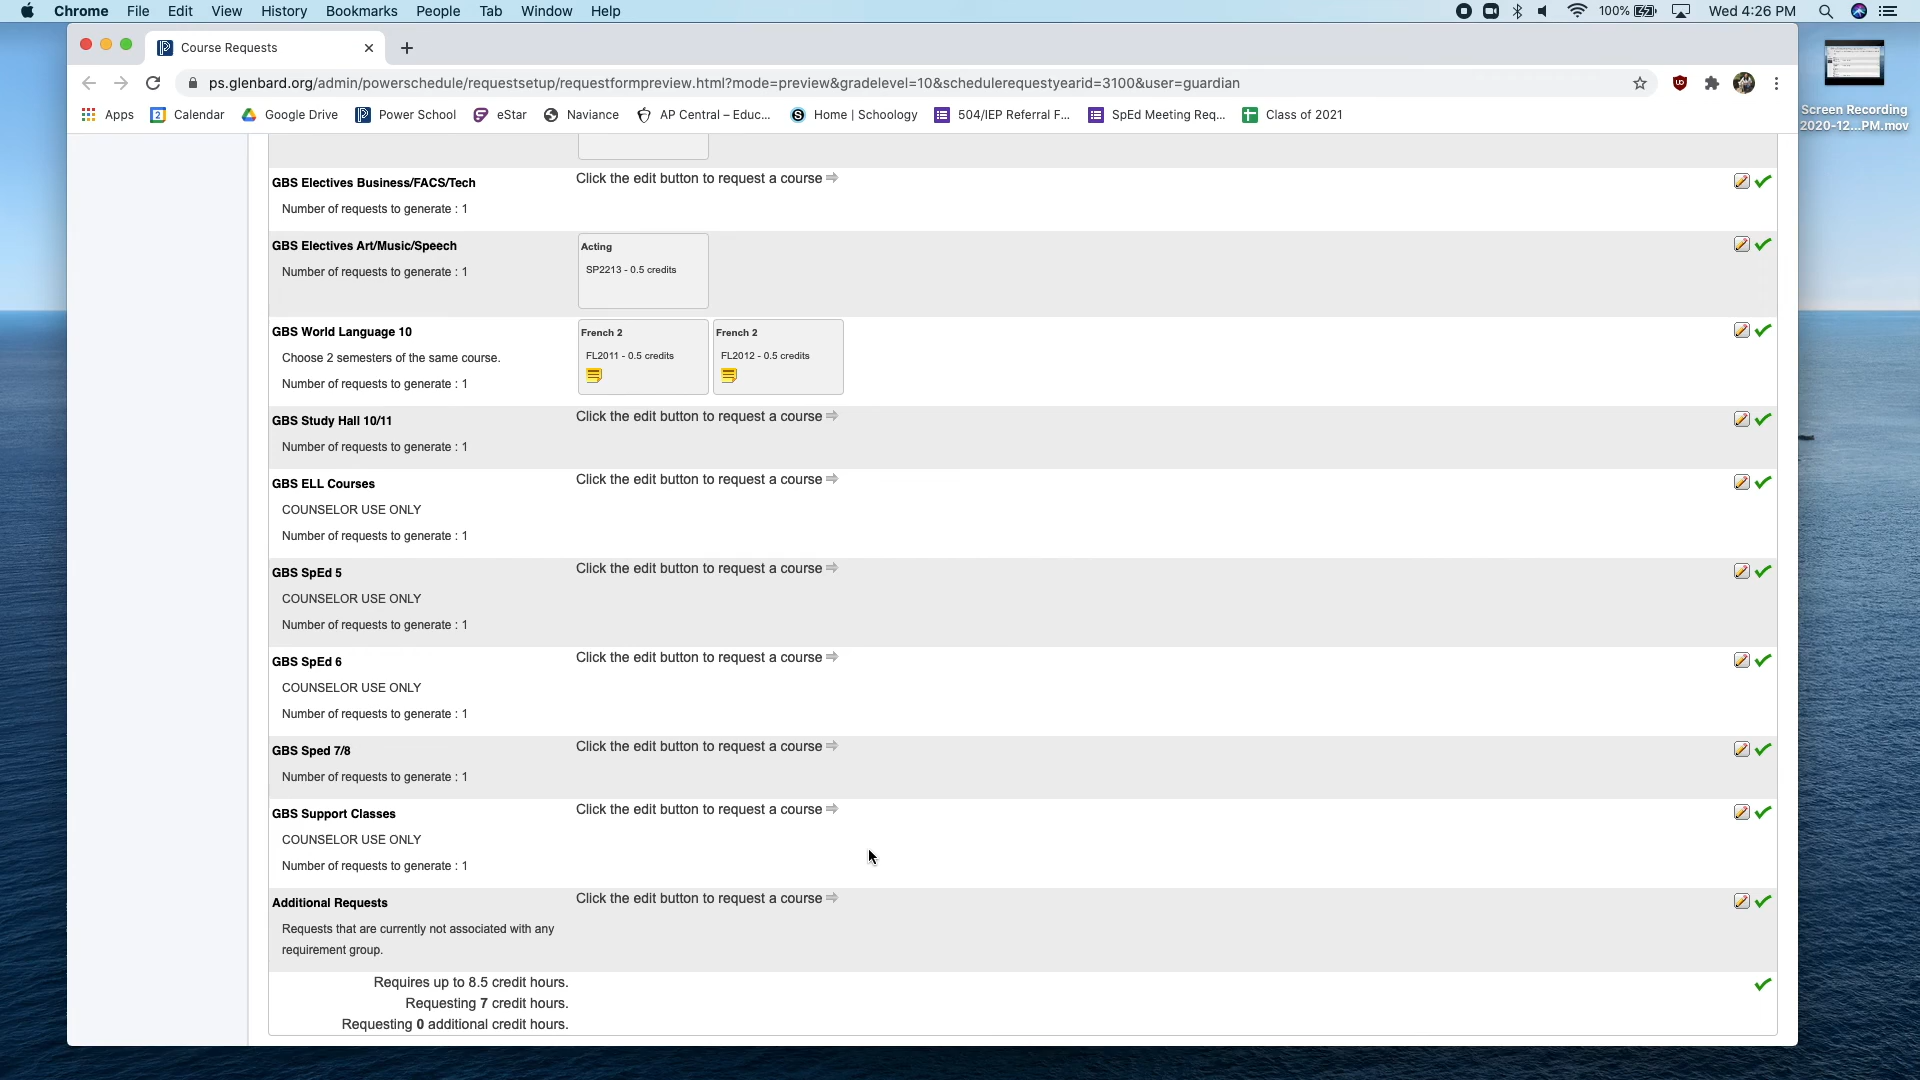 Chrome File Edit View History Bookmarks People Tab Window Help 100% Wed 4:26 PM
Course Requests
ps.glenbard.org/admin/powerschedule/requestsetup/requestformpreview.html?mode=preview&gradelevel=10&schedulerequestyearid=3100&user=guardian
Apps 2 Calendar Google Drive Power School eStar Naviance AP Central – Educ... Home | Schoology 504/IEP Referral F... SpEd Meeting Req... Class of 2021
Screen Recording
2020-12...PM.mov
GBS Electives Business/FACS/Tech Click the edit button to request a course
Number of requests to generate : 1
GBS Electives Art/Music/Speech Acting
Number of requests to generate : 1 SP2213 - 0.5 credits
GBS World Language 10 French 2 French 2
Choose 2 semesters of the same course. FL2011 - 0.5 credits FL2012 - 0.5 credits
Number of requests to generate : 1
GBS Study Hall 10/11 Click the edit button to request a course
Number of requests to generate : 1
GBS ELL Courses Click the edit button to request a course
COUNSELOR USE ONLY
Number of requests to generate : 1
GBS SpEd 5 Click the edit button to request a course
COUNSELOR USE ONLY
Number of requests to generate : 1
GBS SpEd 6 Click the edit button to request a course
COUNSELOR USE ONLY
Number of requests to generate : 1
GBS Sped 7/8 Click the edit button to request a course
Number of requests to generate : 1
GBS Support Classes Click the edit button to request a course
COUNSELOR USE ONLY
Number of requests to generate : 1
Additional Requests Click the edit button to request a course
Requests that are currently not associated with any
requirement group.
Requires up to 8.5 credit hours.
Requesting 7 credit hours.
Requesting 0 additional credit hours.